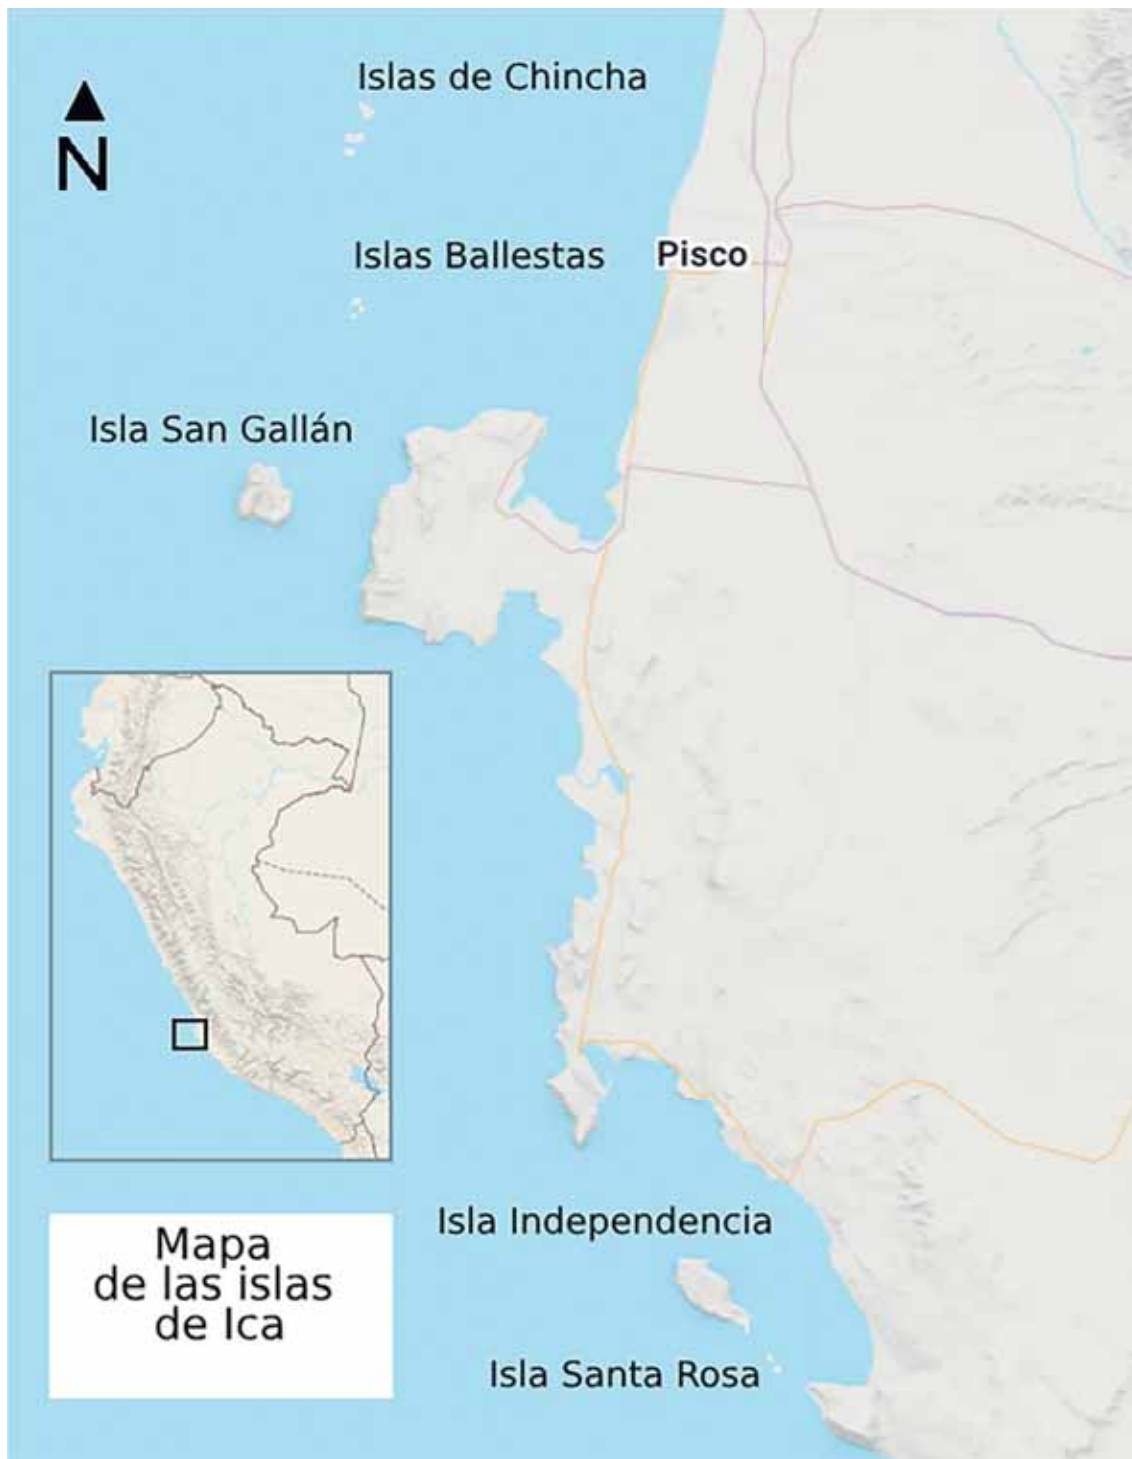 Islas de Chincha
N
Islas Ballestas
Pisco
Isla San Gallán
Isla Independencia
Mapa
de las islas
de Ica
Isla Santa Rosa